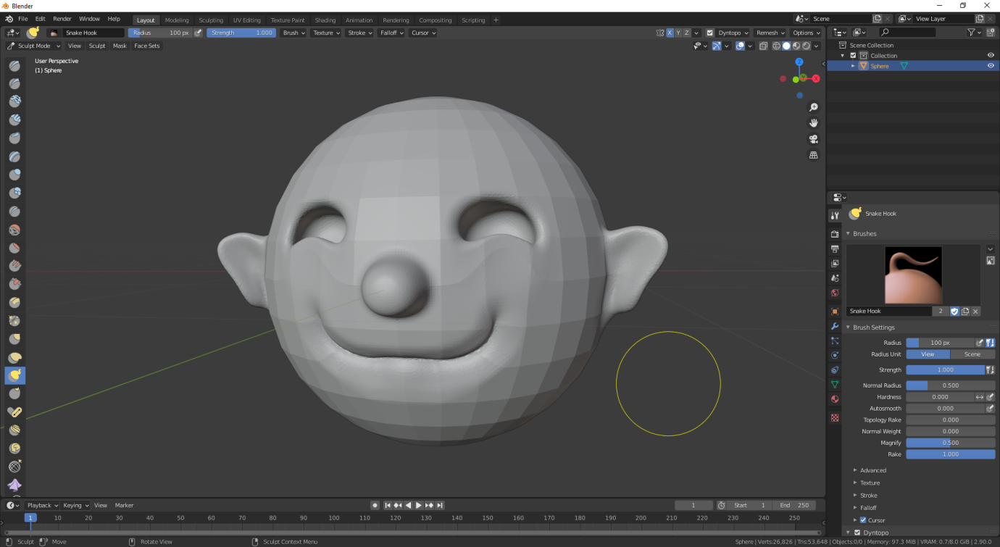 Blender
File Edit Render Window Help Layout Modeling Sculpting UV Editing Texture Paint Shading Animation Rendering Compositing Scripting + Scene View Layer
Snake Hook Radius 100 px Strength 1.000 Brush Texture Stroke Falloff Cursor X Y Z Dyntopo Remesh Options
Sculpt Mode View Sculpt Mask Face Sets
User Perspective
(1) Sphere
Z
X
Y
Scene Collection
Collection
Sphere
Snake Hook
Brushes
Snake Hook 2
Brush Settings
Radius 100 px
Radius Unit View Scene
Strength 1.000
Normal Radius 0.500
Hardness 0.000
Autosmooth 0.000
Topology Rake 0.000
Normal Weight 0.000
Magnify 0.500
Rake 1.000
Advanced
Texture
Stroke
Falloff
Cursor
Dyntopo
Playback Keying View Marker 1 Start 1 End 250
1 10 20 30 40 50 60 70 80 90 100 110 120 130 140 150 160 170 180 190 200 210 220 230 240 250
Sculpt Move Rotate View Sculpt Context Menu Sphere | Verts:26,826 | Tris:53,648 | Objects:0/0 | Memory: 97.3 MiB | VRAM: 0.7/8.0 GiB | 2.90.0